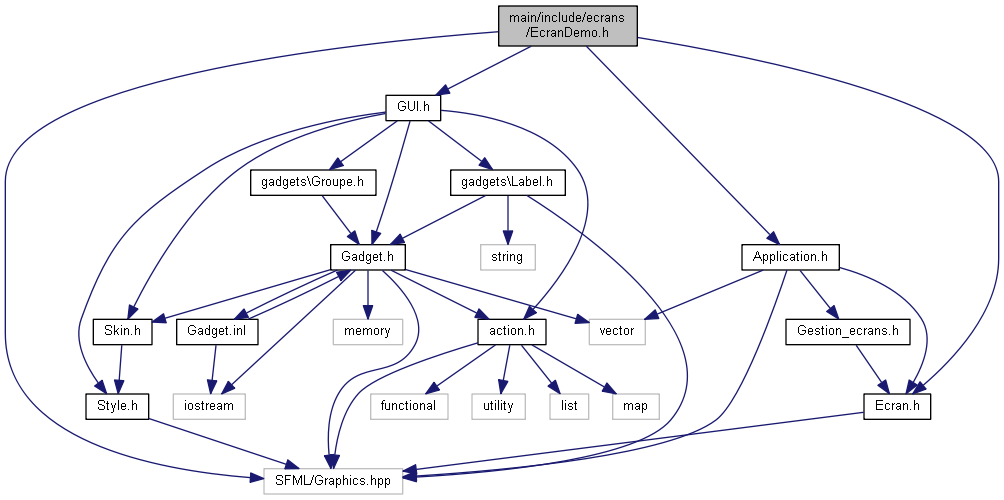 main/include/ecrans
/EcranDemo.h
GUI.h
gadgets\Groupe.h
gadgets\Label.h
Gadget.h
string
Application.h
Skin.h
Gadget.inl
memory
action.h
vector
Gestion_ecrans.h
Style.h
iostream
functional
utility
list
map
Ecran.h
SFML/Graphics.hpp